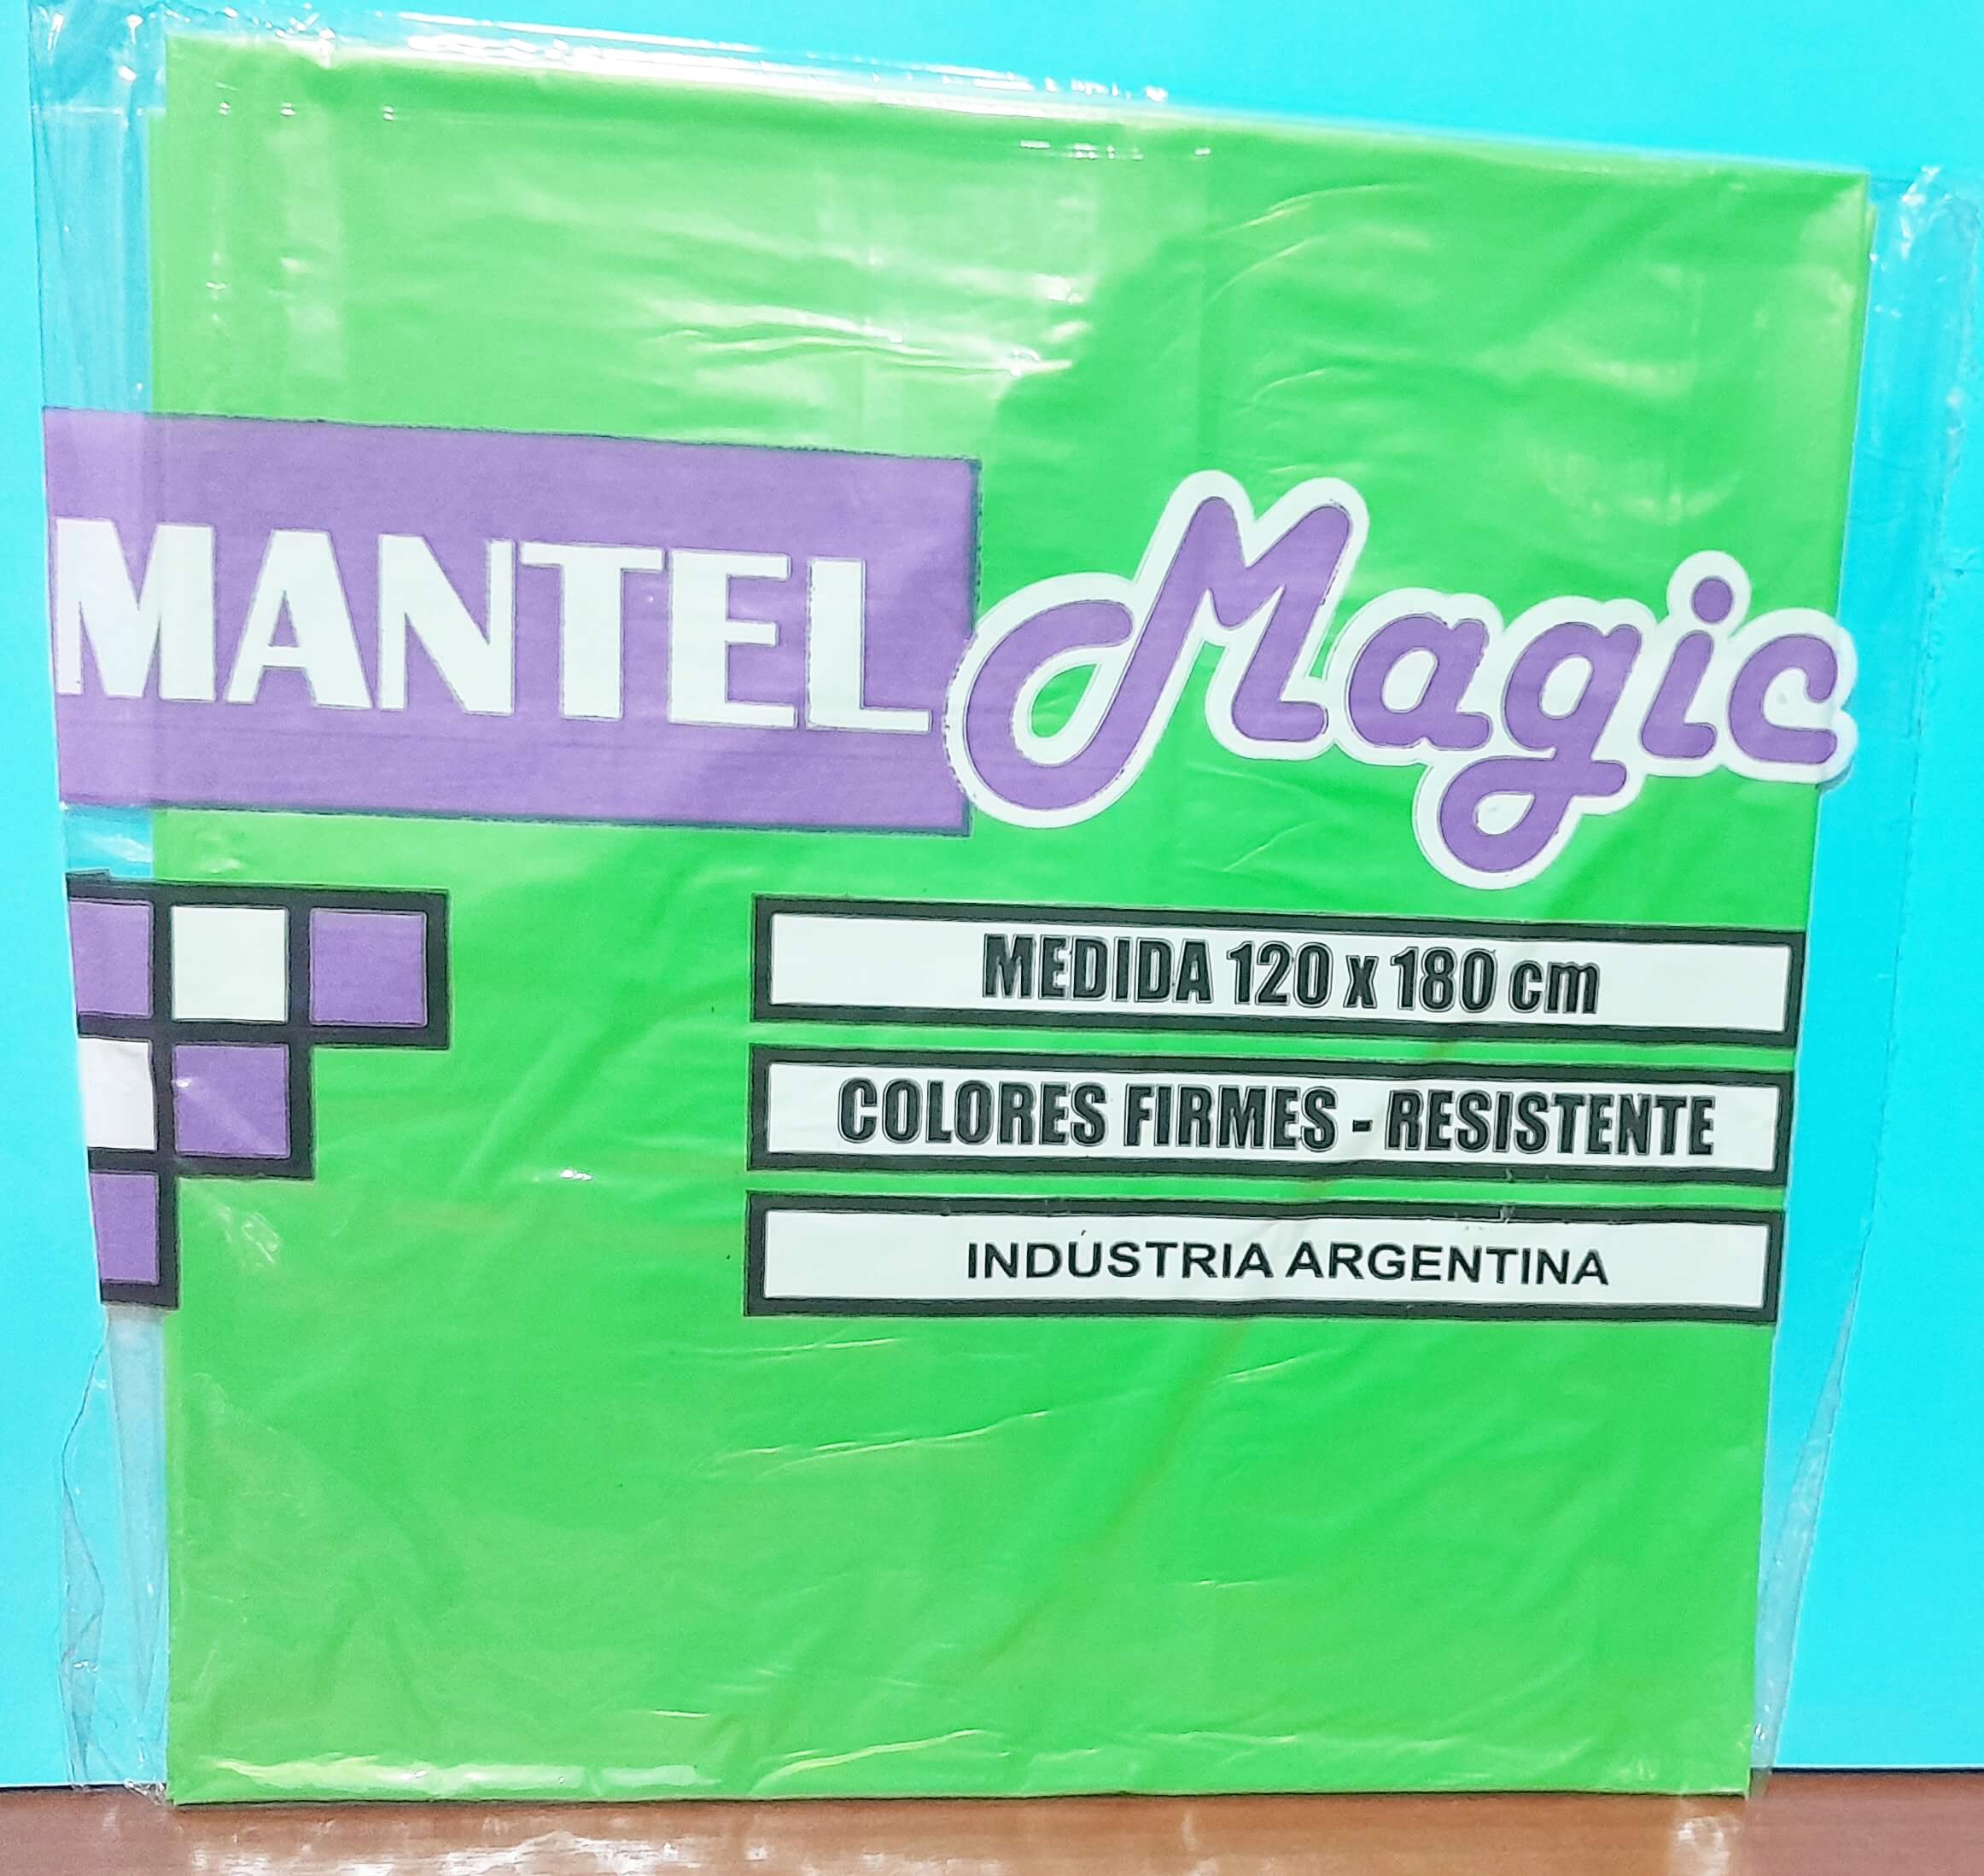 MANTEL Magic
MEDIDA 120 x 180 cm
COLORES FIRMES - RESISTENTE
INDÚSTRIA ARGENTINA